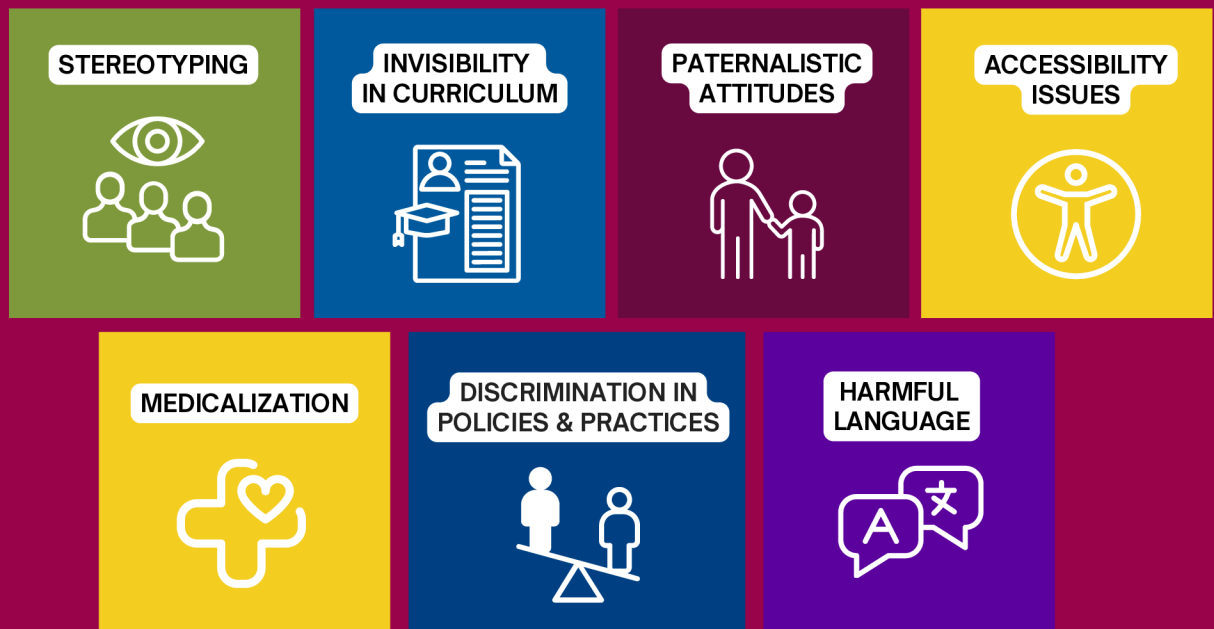 STEREOTYPING
INVISIBILITY
IN CURRICULUM
PATERNALISTIC
ATTITUDES
ACCESSIBILITY
ISSUES
MEDICALIZATION
DISCRIMINATION IN
POLICIES & PRACTICES
HARMFUL
LANGUAGE
A
文